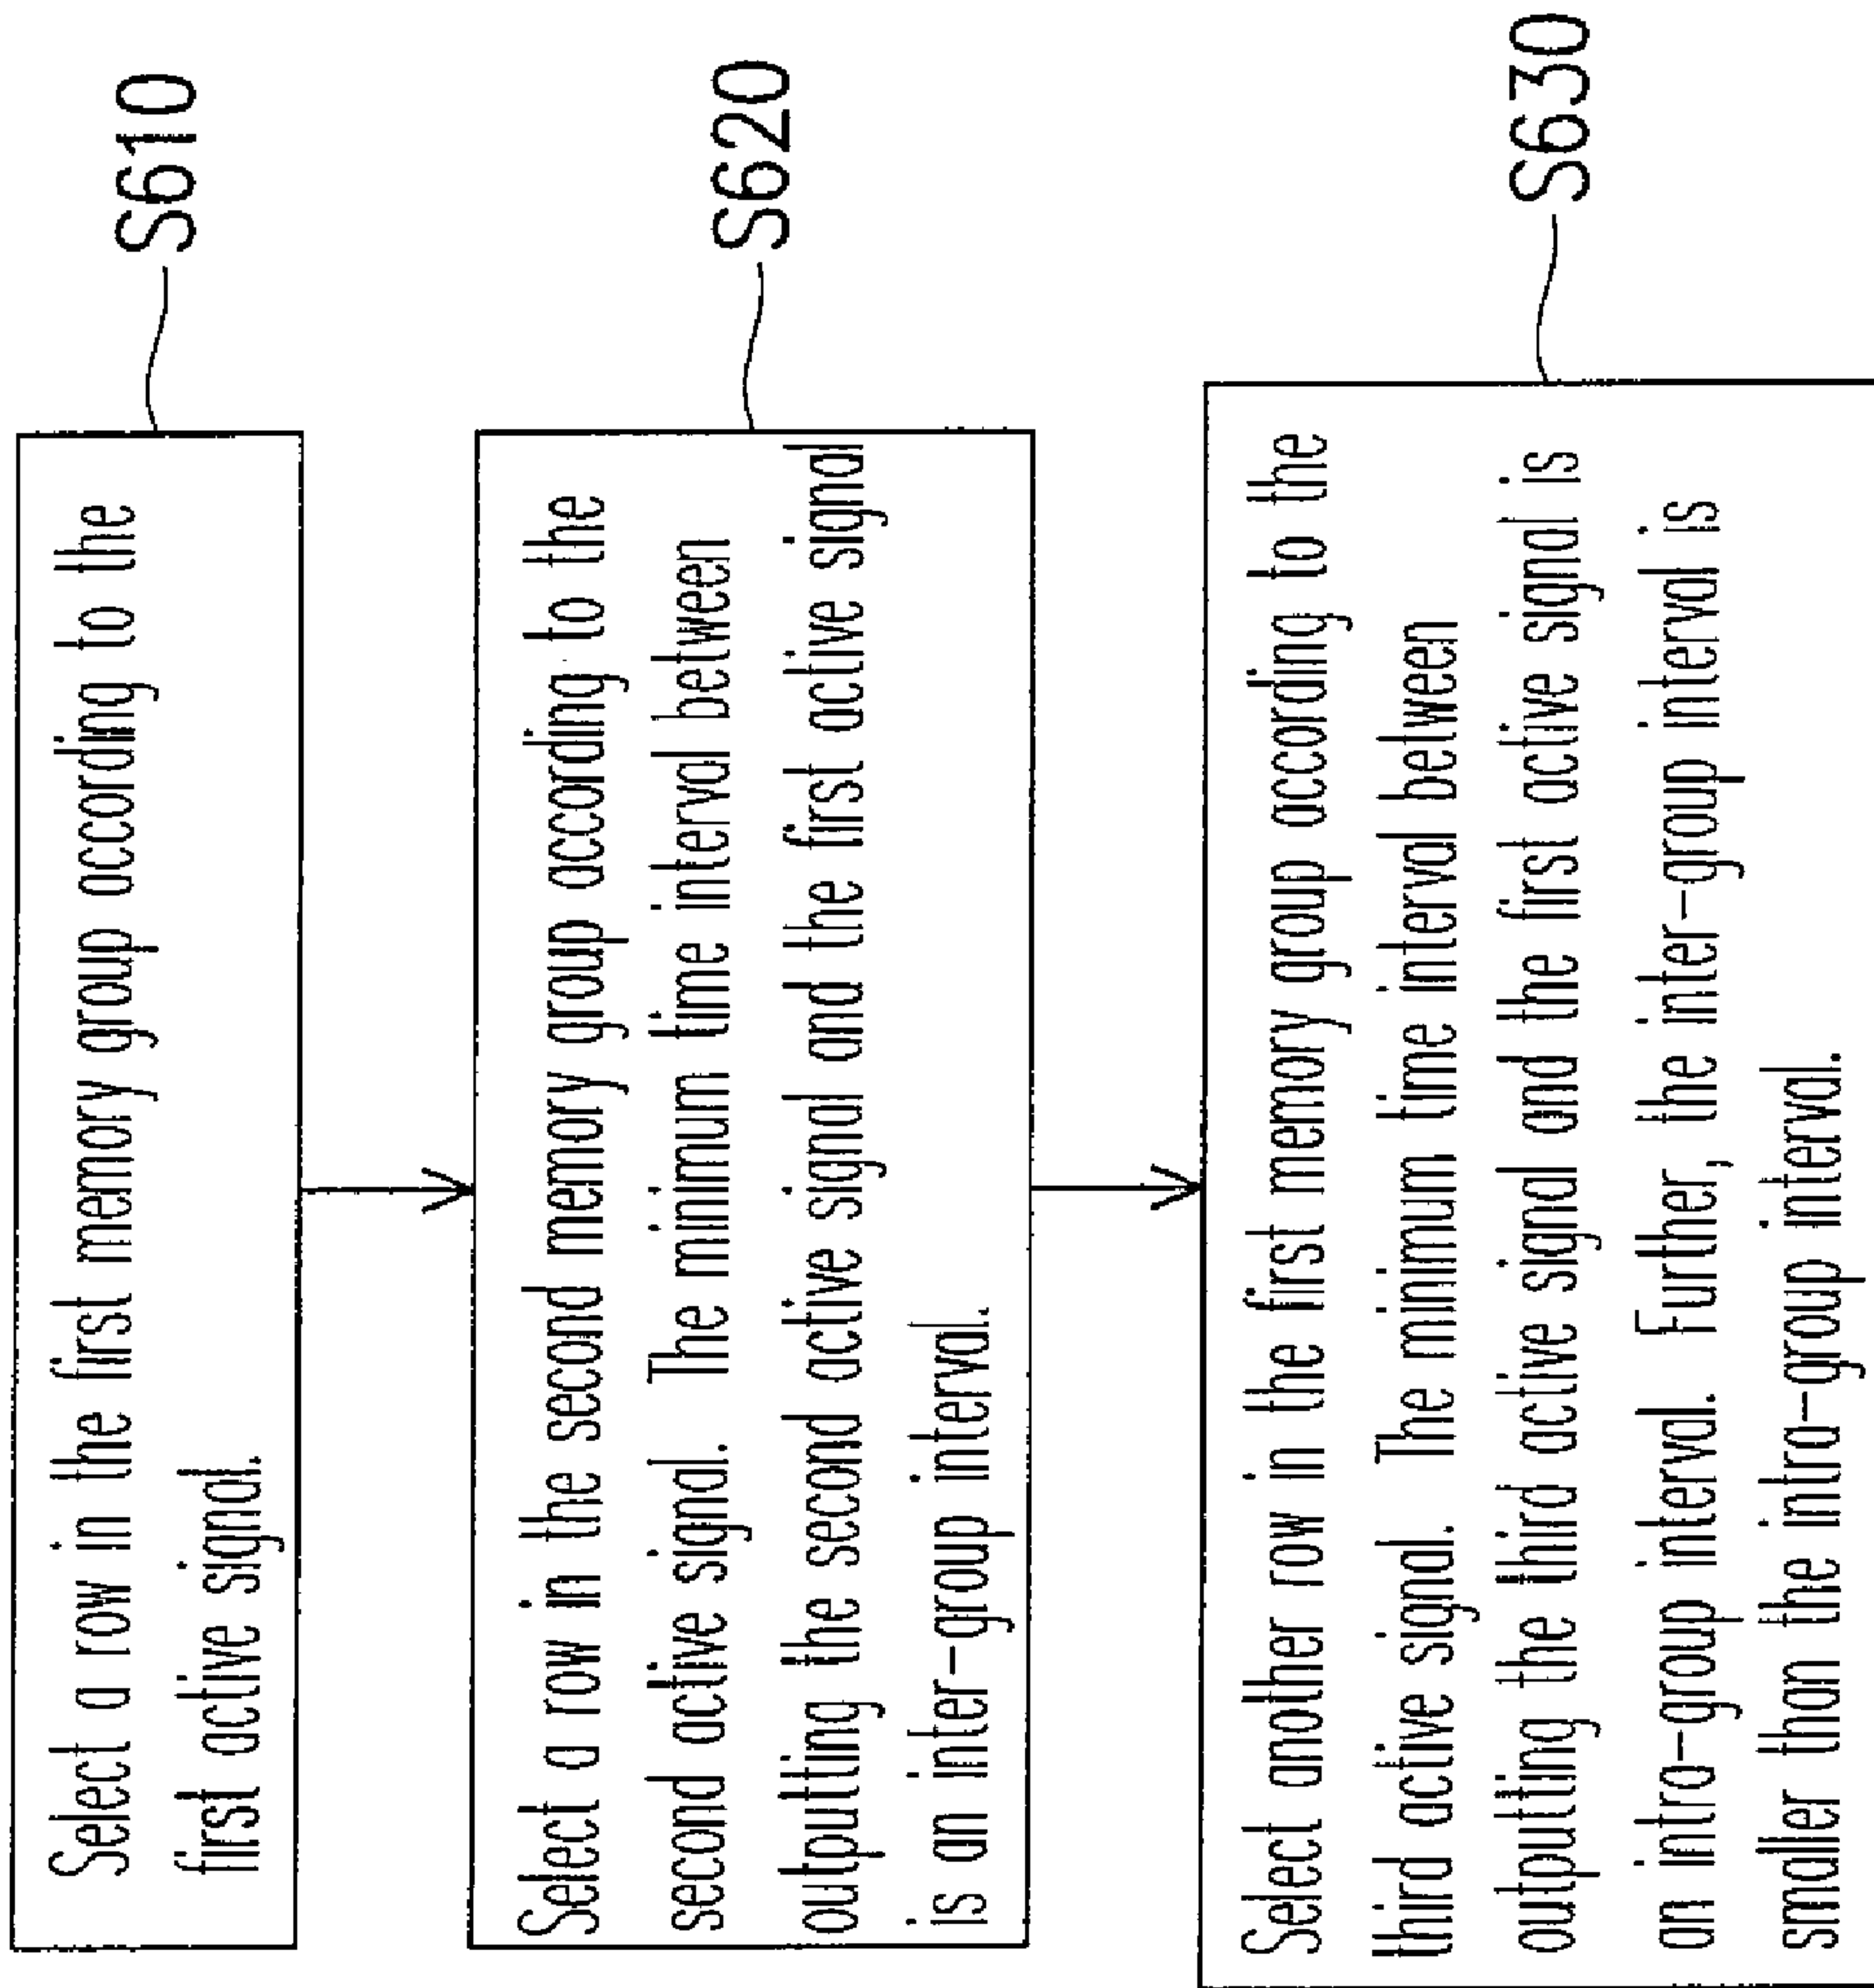 Select a row in the first memory group according to the
first active signal.
S610
Select a row in the second memory group according to the
second active signal. The minimum time interval between
outputting the second active signal and the first active signal
is an inter-group interval.
S620
Select another row in the first memory group according to the
third active signal. The minimum time interval between
outputting the third active signal and the first active signal is
an intra-group interval. Further, the inter-group interval is
smaller than the intra-group interval.
S630